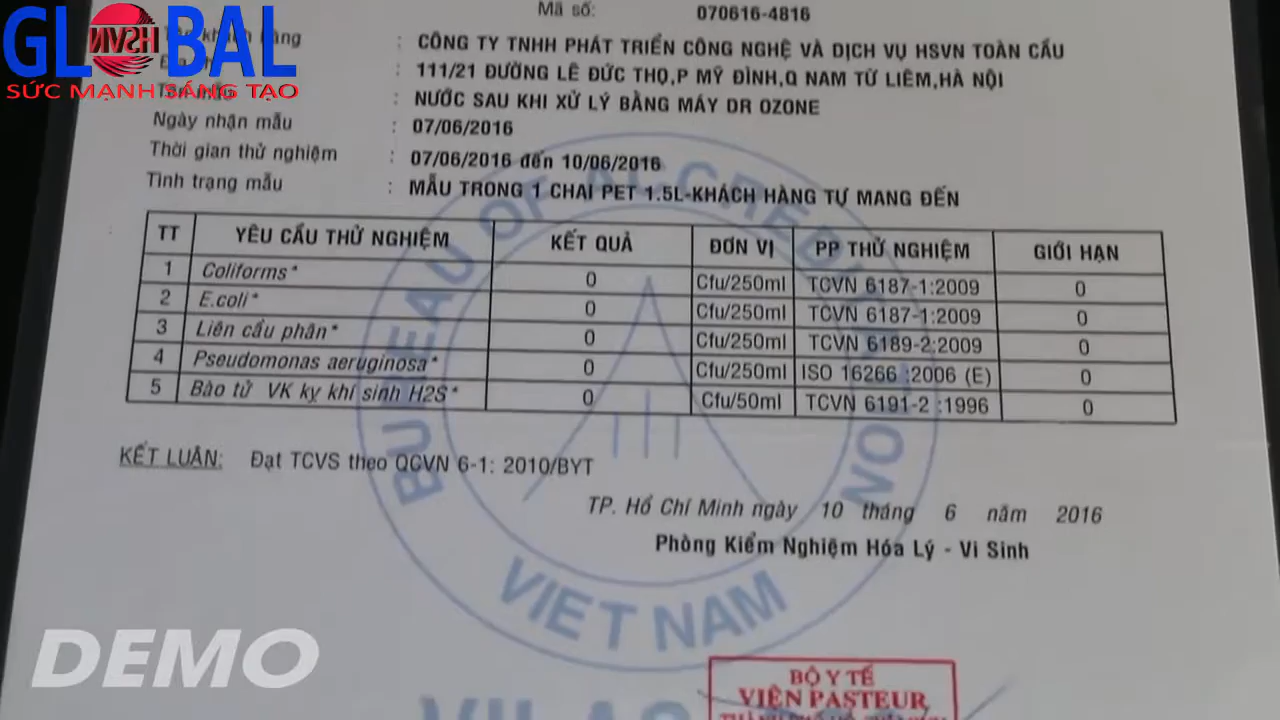 GLOBAL
HSVN
SỨC MẠNH SÁNG TẠO
Mã số: 070616-4816
hàng : CÔNG TY TNHH PHÁT TRIỂN CÔNG NGHỆ VÀ DỊCH VỤ HSVN TOÀN CẦU
: 111/21 ĐƯỜNG LÊ ĐỨC THỌ,P MỸ ĐÌNH,Q NAM TỪ LIÊM,HÀ NỘI
: NƯỚC SAU KHI XỬ LÝ BẰNG MÁY DR OZONE
Ngày nhận mẫu : 07/06/2016
Thời gian thử nghiệm : 07/06/2016 đến 10/06/2016
Tình trạng mẫu : MẪU TRONG 1 CHAI PET 1.5L-KHÁCH HÀNG TỰ MANG ĐẾN
TT YÊU CẦU THỬ NGHIỆM KẾT QUẢ ĐƠN VỊ PP THỬ NGHIỆM GIỚI HẠN
1 Coliforms* 0 Cfu/250ml TCVN 6187-1:2009 0
2 E.coli* 0 Cfu/250ml TCVN 6187-1:2009 0
3 Liên cầu phân* 0 Cfu/250ml TCVN 6189-2:2009 0
4 Pseudomonas aeruginosa* 0 Cfu/250ml ISO 16266 :2006 (E) 0
5 Bào tử VK kỵ khí sinh H2S* 0 Cfu/50ml TCVN 6191-2 :1996 0
KẾT LUẬN: Đạt TCVS theo QCVN 6-1: 2010/BYT
TP. Hồ Chí Minh ngày 10 tháng 6 năm 2016
Phòng Kiểm Nghiệm Hóa Lý - Vi Sinh
BUREAU OF ACCREDITATION
VIET NAM
DEMO
BỘ Y TẾ
VIỆN PASTEUR